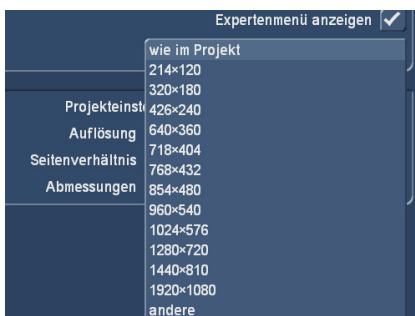 Expertenmenü anzeigen
wie im Projekt
214×120
320×180
Projekteinst 426×240
Auflösung 640×360
718×404
Seitenverhältnis 768×432
Abmessungen 854×480
960×540
1024×576
1280×720
1440×810
1920×1080
andere